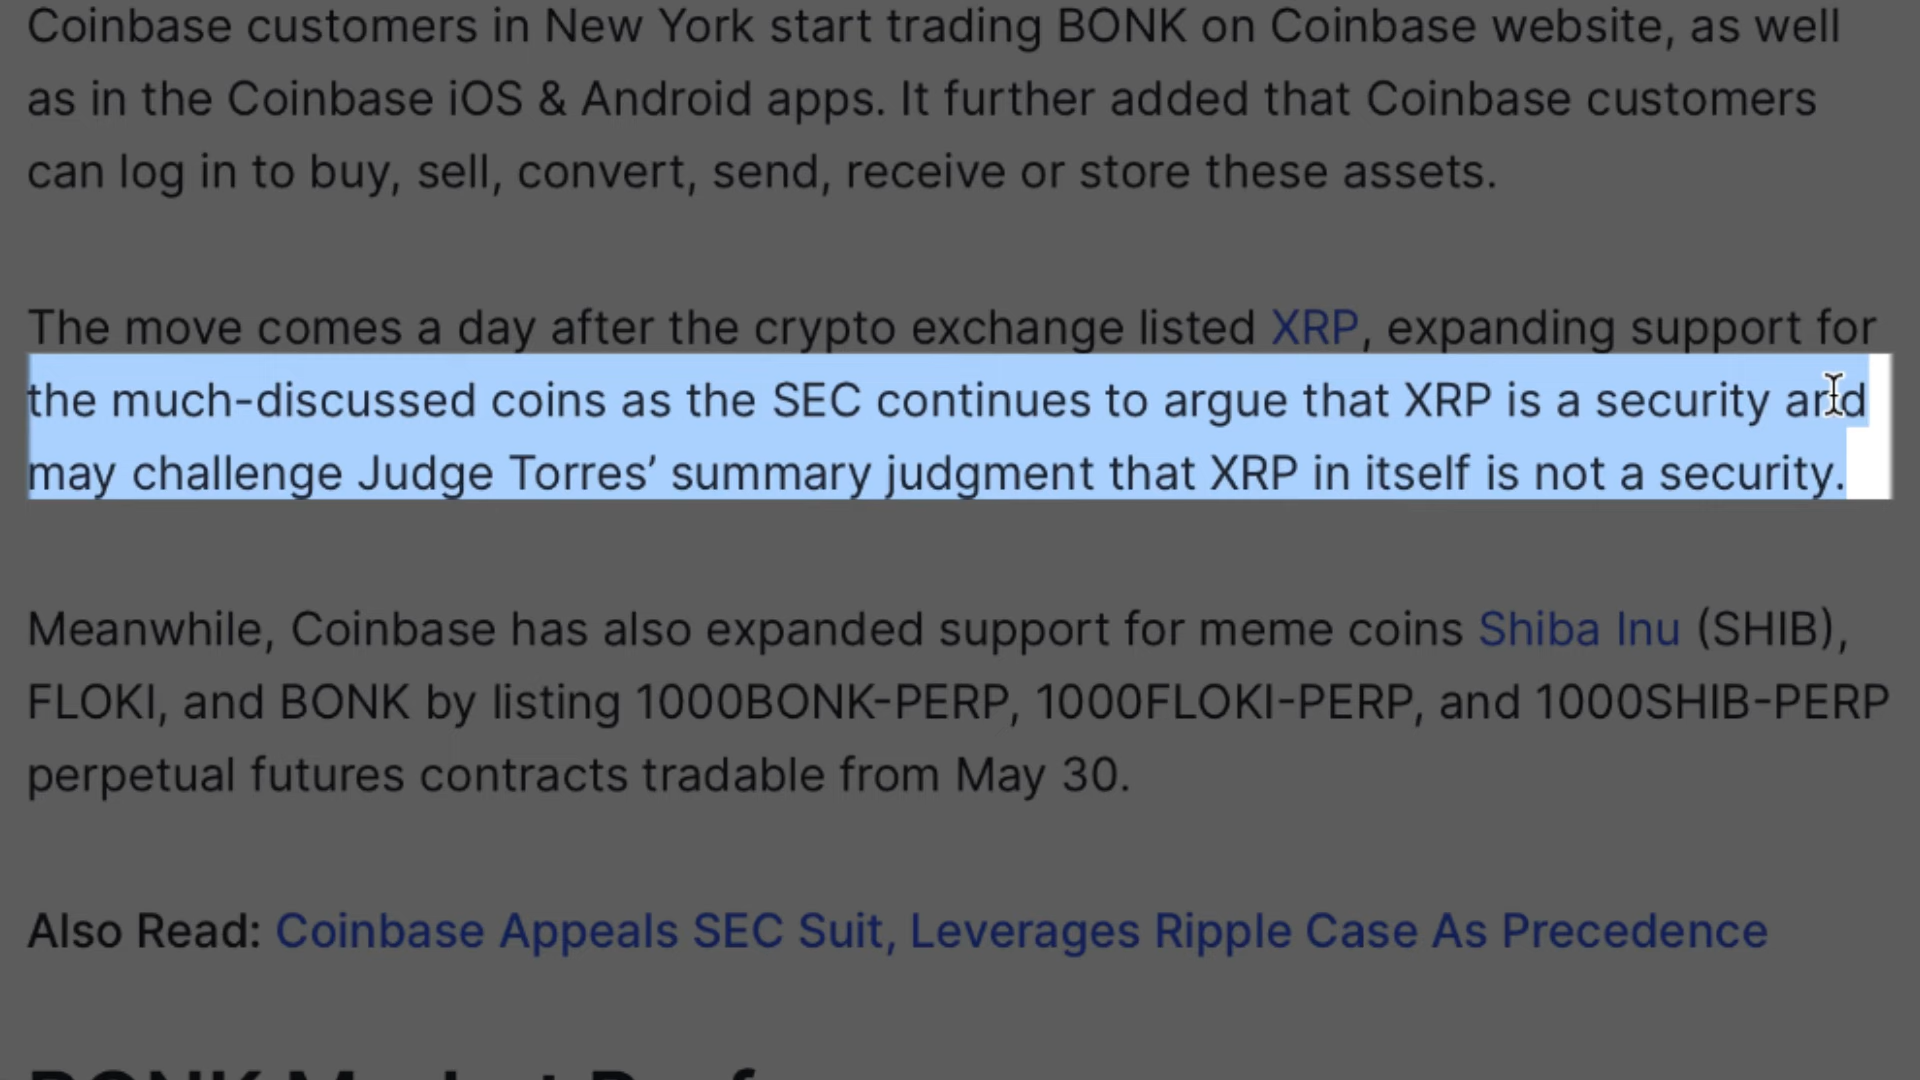 Coinbase customers in New York start trading BONK on Coinbase website, as well
as in the Coinbase iOS & Android apps. It further added that Coinbase customers
can log in to buy, sell, convert, send, receive or store these assets.
The move comes a day after the crypto exchange listed XRP, expanding support for
the much-discussed coins as the SEC continues to argue that XRP is a security and
may challenge Judge Torres’ summary judgment that XRP in itself is not a security.
Meanwhile, Coinbase has also expanded support for meme coins Shiba Inu (SHIB),
FLOKI, and BONK by listing 1000BONK-PERP, 1000FLOKI-PERP, and 1000SHIB-PERP
perpetual futures contracts tradable from May 30.
Also Read: Coinbase Appeals SEC Suit, Leverages Ripple Case As Precedence